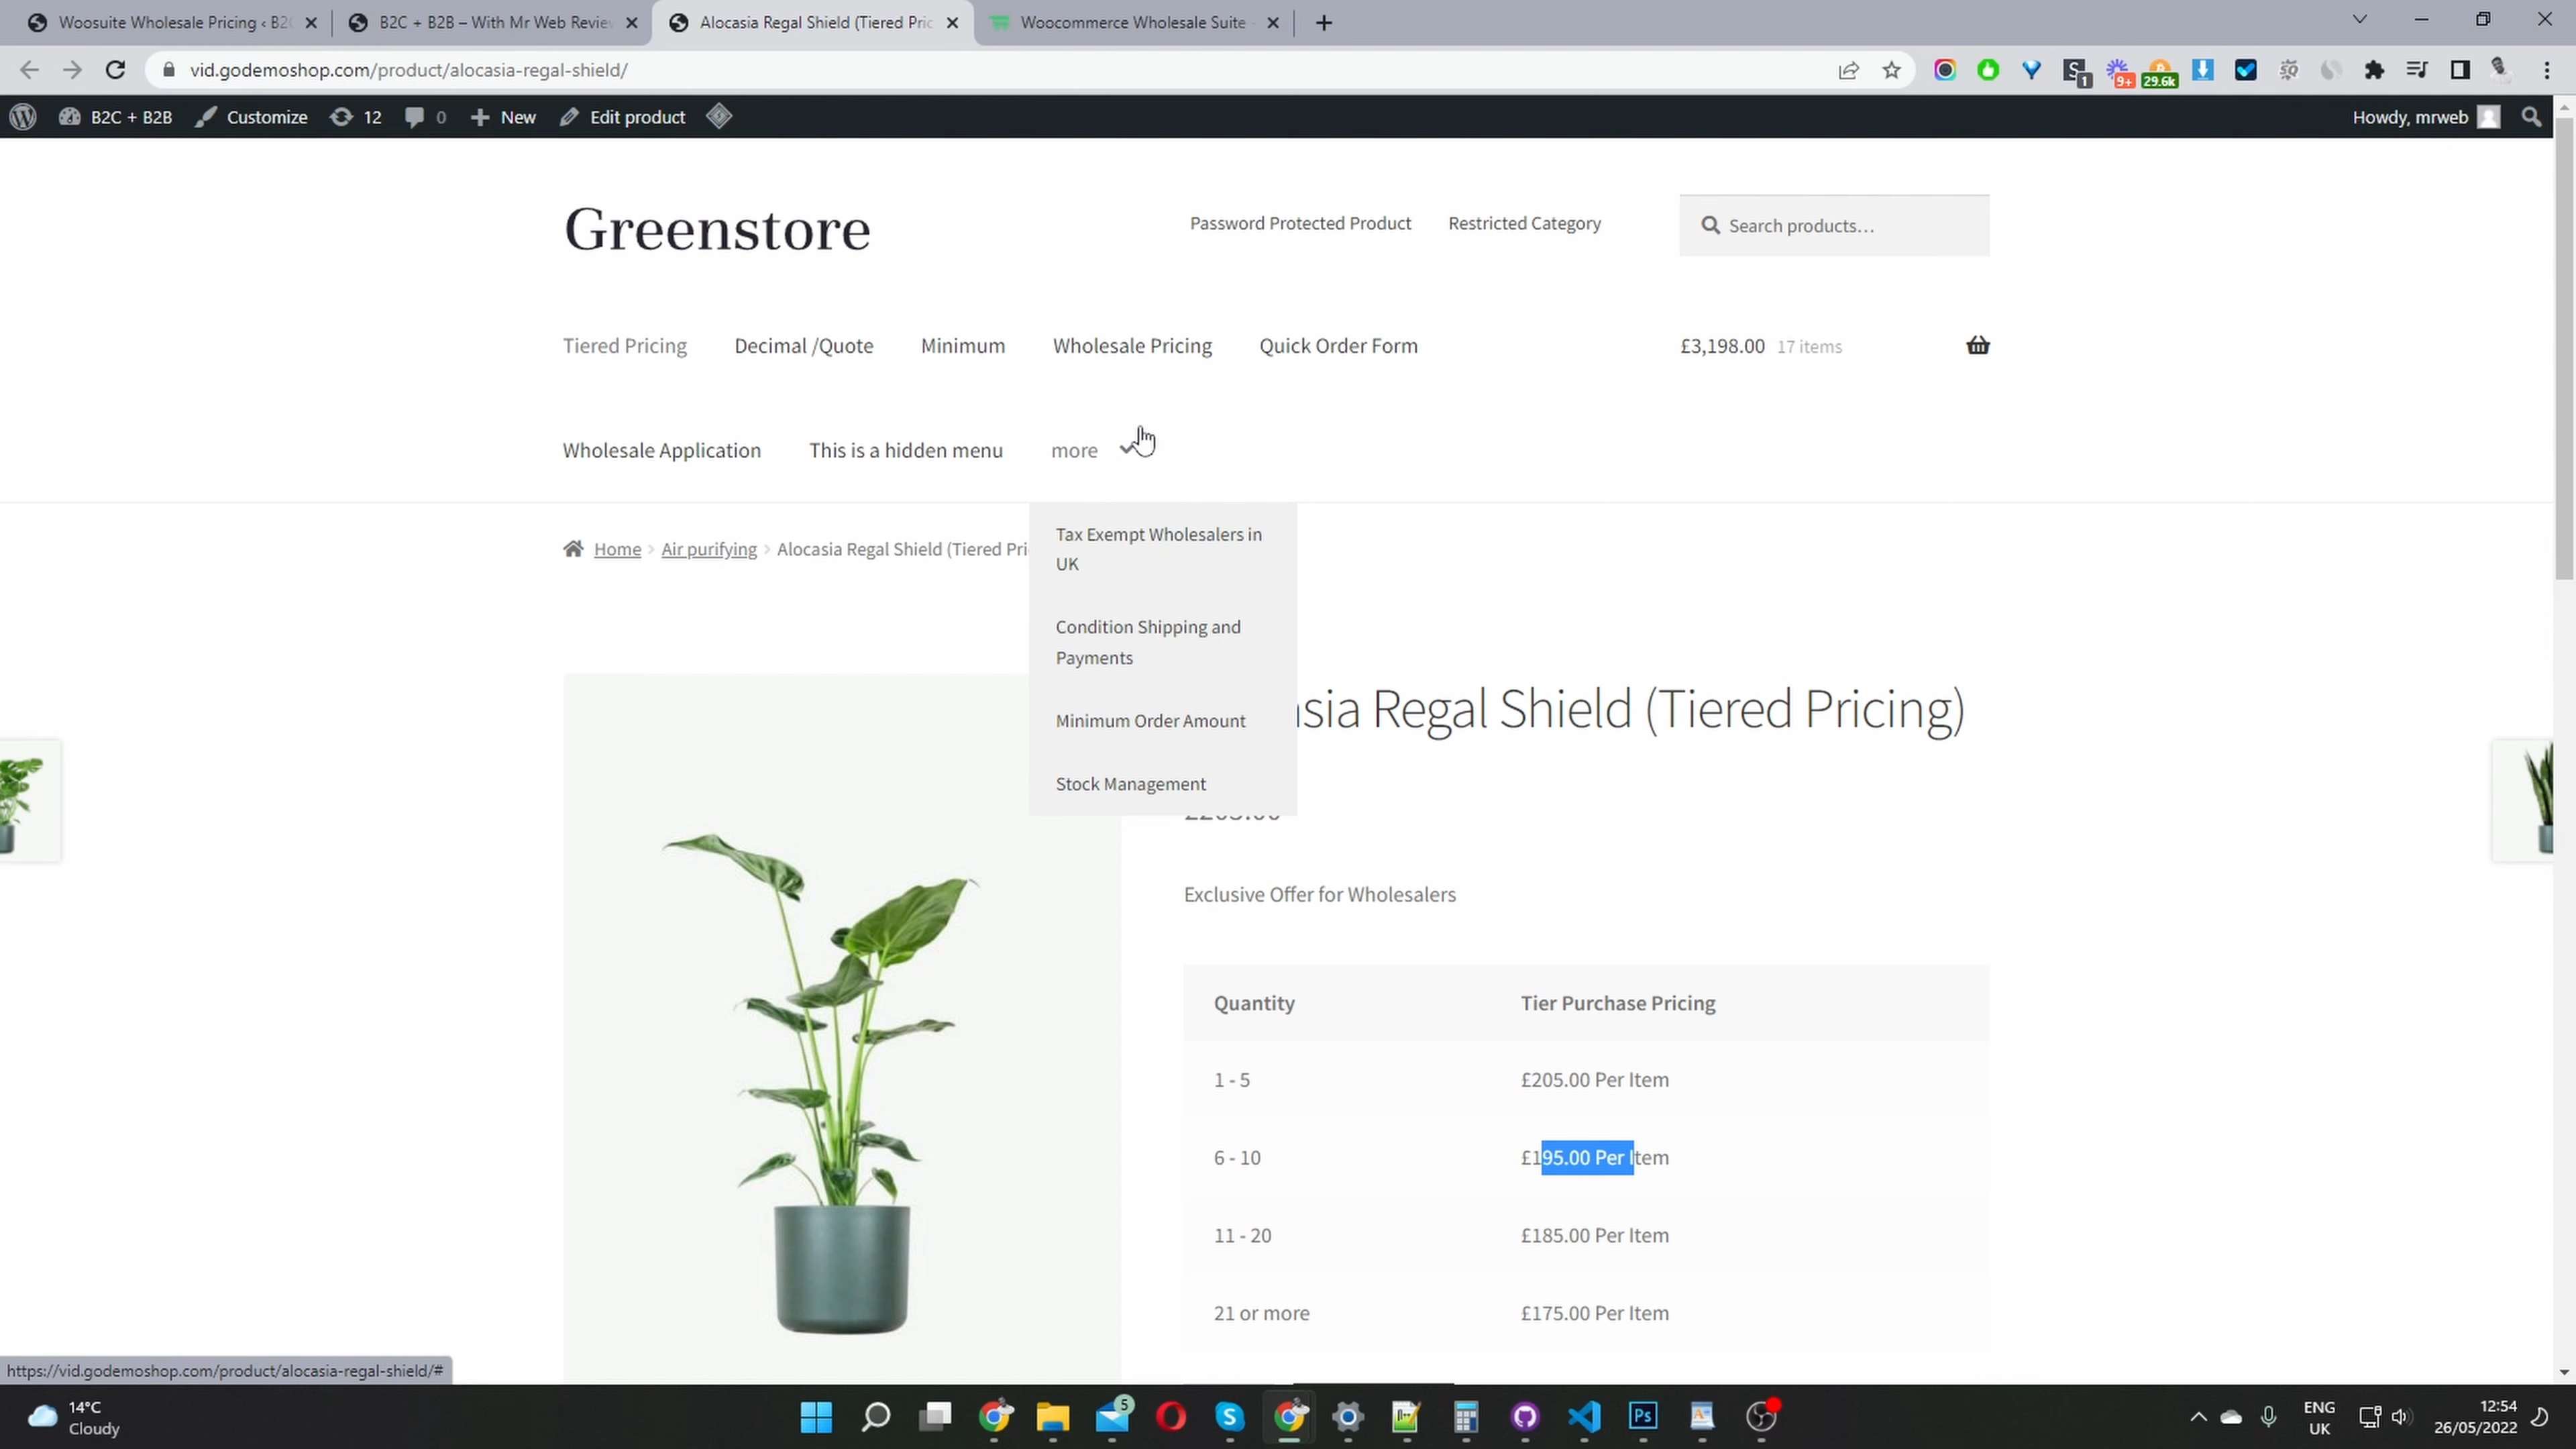 Woosuite Wholesale Pricing ‹ B2C
B2C + B2B – With Mr Web Review
Alocasia Regal Shield (Tiered Pric
Woocommerce Wholesale Suite
vid.godemoshop.com/product/alocasia-regal-shield/
1
9+
29.6k
B2C + B2B
Customize
12
0
New
Edit product
Howdy, mrweb
Greenstore
Password Protected Product
Restricted Category
Search products…
Tiered Pricing
Decimal /Quote
Minimum
Wholesale Pricing
Quick Order Form
£3,198.00 17 items
Wholesale Application
This is a hidden menu
more
Home
Air purifying
Alocasia Regal Shield (Tiered Pri
Tax Exempt Wholesalers in
UK
Condition Shipping and
Payments
Minimum Order Amount
Stock Management
asia Regal Shield (Tiered Pricing)
Exclusive Offer for Wholesalers
Quantity
Tier Purchase Pricing
1 - 5
£205.00 Per Item
6 - 10
£195.00 Per Item
11 - 20
£185.00 Per Item
21 or more
£175.00 Per Item
https://vid.godemoshop.com/product/alocasia-regal-shield/#
14°C
Cloudy
5
Ps
ENG
UK
12:54
26/05/2022